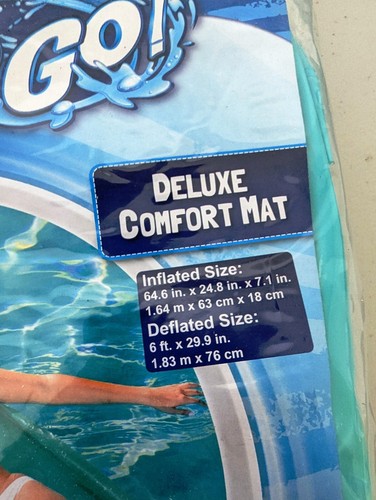 GO!
DELUXE
COMFORT MAT
Inflated Size:
64.6 in. x 24.8 in. x 7.1 in.
1.64 m x 63 cm x 18 cm
Deflated Size:
6 ft. x 29.9 in.
1.83 m x 76 cm